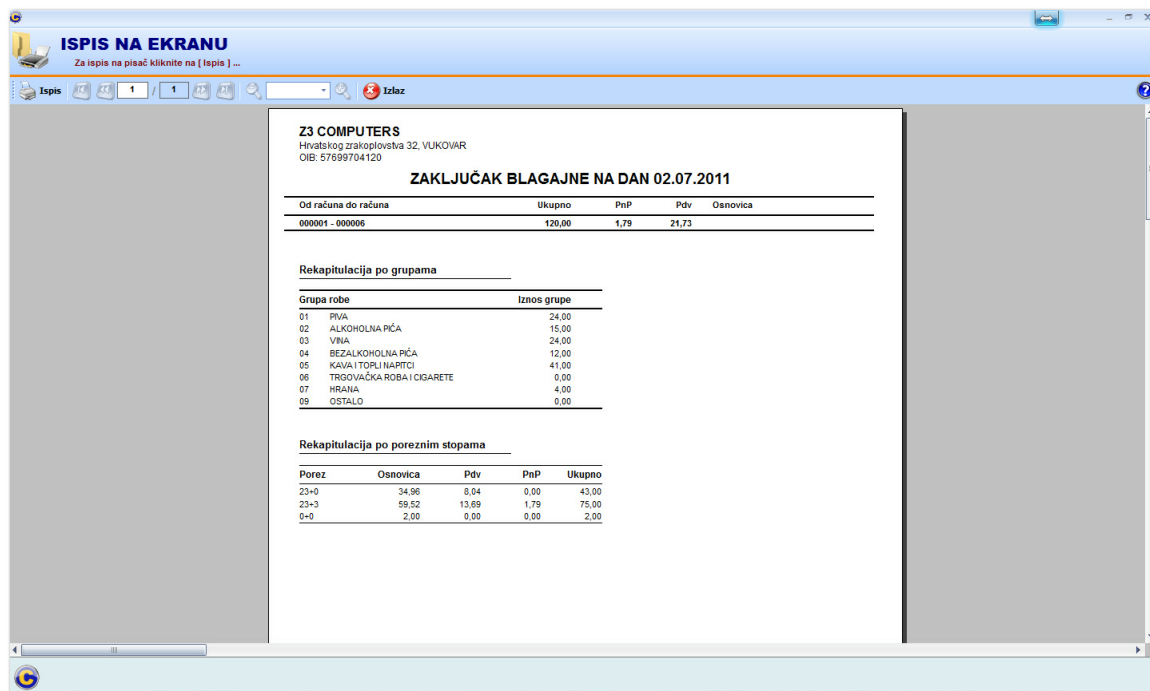 ISPIS NA EKRANU
Za ispis na pisač kliknite na [ Ispis ] ...
Ispis 1 / 1 Izlaz
Z3 COMPUTERS
Hrvatskog zrakoplovstva 32, VUKOVAR
OIB: 57699704120
ZAKLJUČAK BLAGAJNE NA DAN 02.07.2011
Od računa do računa Ukupno PnP Pdv Osnovica
000001 - 000006 120,00 1,79 21,73
Rekapitulacija po grupama
Grupa robe Iznos grupe
01 PIVA 24,00
02 ALKOHOLNA PIĆA 15,00
03 VINA 24,00
04 BEZALKOHOLNA PIĆA 12,00
05 KAVA I TOPLI NAPITCI 41,00
06 TRGOVAČKA ROBA I CIGARETE 0,00
07 HRANA 4,00
09 OSTALO 0,00
Rekapitulacija po poreznim stopama
Porez Osnovica Pdv PnP Ukupno
23+0 34,96 8,04 0,00 43,00
23+3 59,52 13,69 1,79 75,00
0+0 2,00 0,00 0,00 2,00